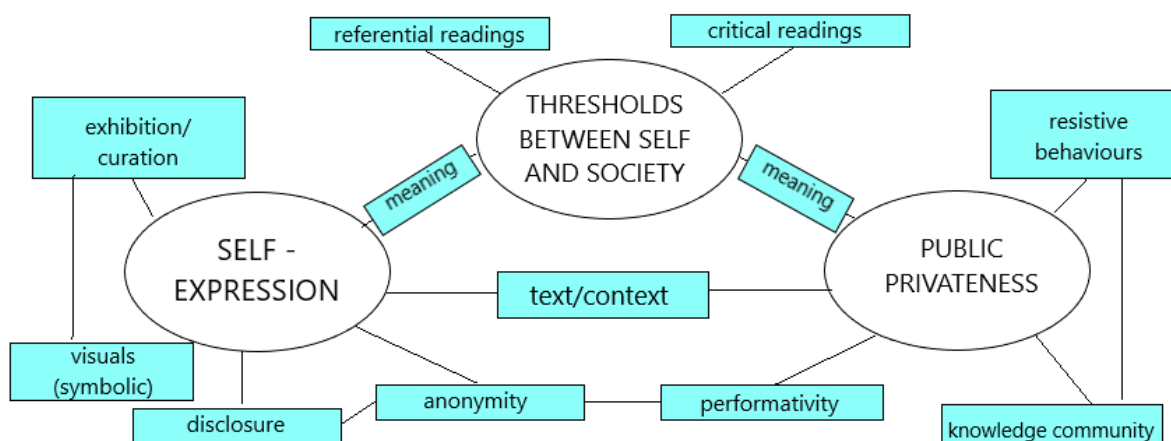 referential readings
critical readings
THRESHOLDS
BETWEEN SELF
AND SOCIETY
exhibition/
curation
resistive
behaviours
meaning
meaning
SELF -
EXPRESSION
PUBLIC
PRIVATENESS
text/context
visuals
(symbolic)
disclosure
anonymity
performativity
knowledge community